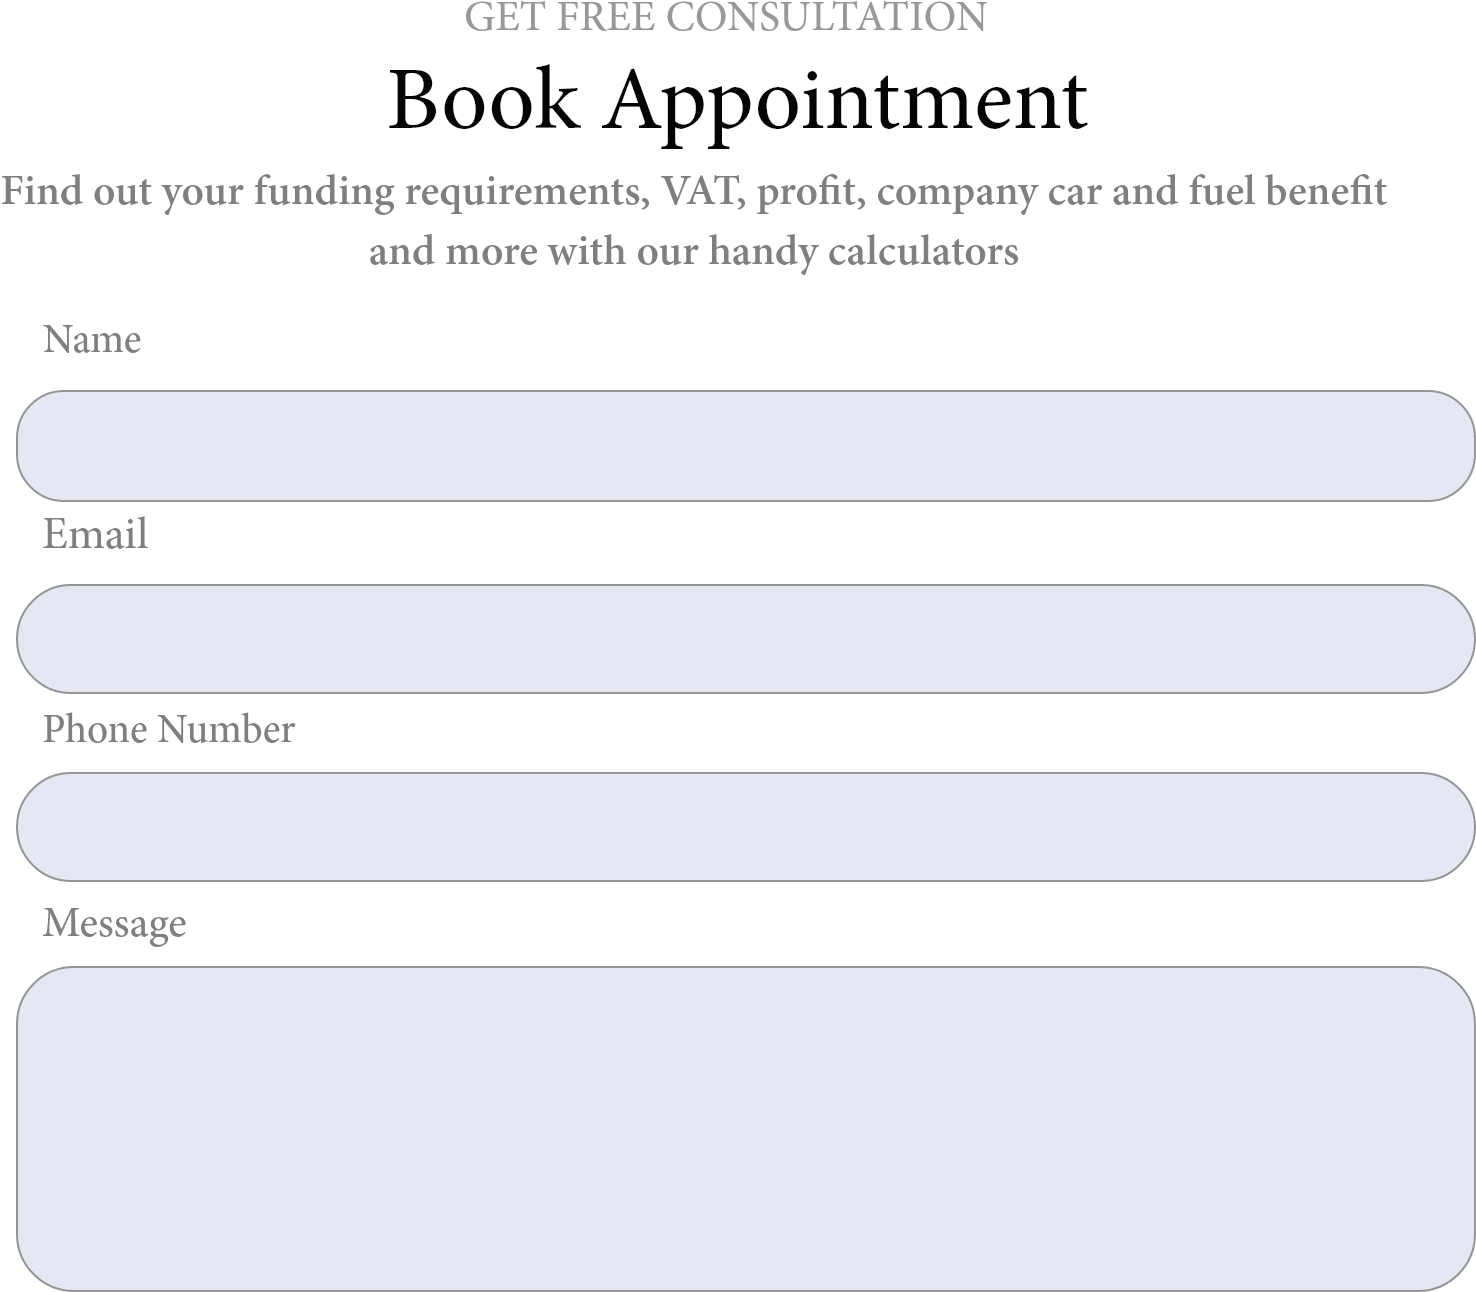 GET FREE CONSULTATION
Book Appointment
Find out your funding requirements, VAT, profit, company car and fuel benefit
and more with our handy calculators
Name
Email
Phone Number
Message